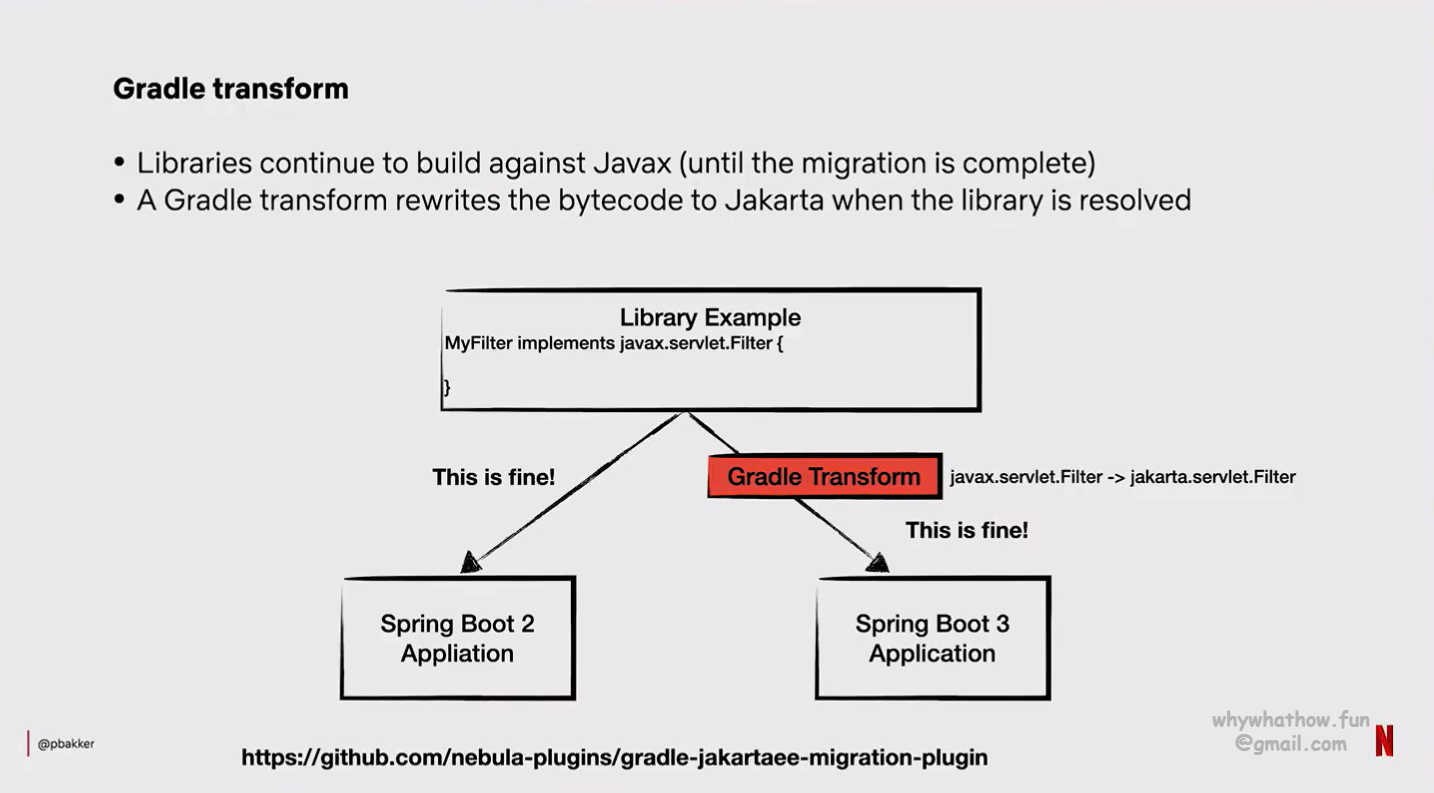 Gradle transform
• Libraries continue to build against Javax (until the migration is complete)
• A Gradle transform rewrites the bytecode to Jakarta when the library is resolved
Library Example
MyFilter implements javax.servlet.Filter {
}
This is fine!
Gradle Transform
javax.servlet.Filter -> jakarta.servlet.Filter
This is fine!
Spring Boot 2
Appliation
Spring Boot 3
Application
@pbakker
https://github.com/nebula-plugins/gradle-jakartaee-migration-plugin
whywhathow.fun
@gmail.com
N